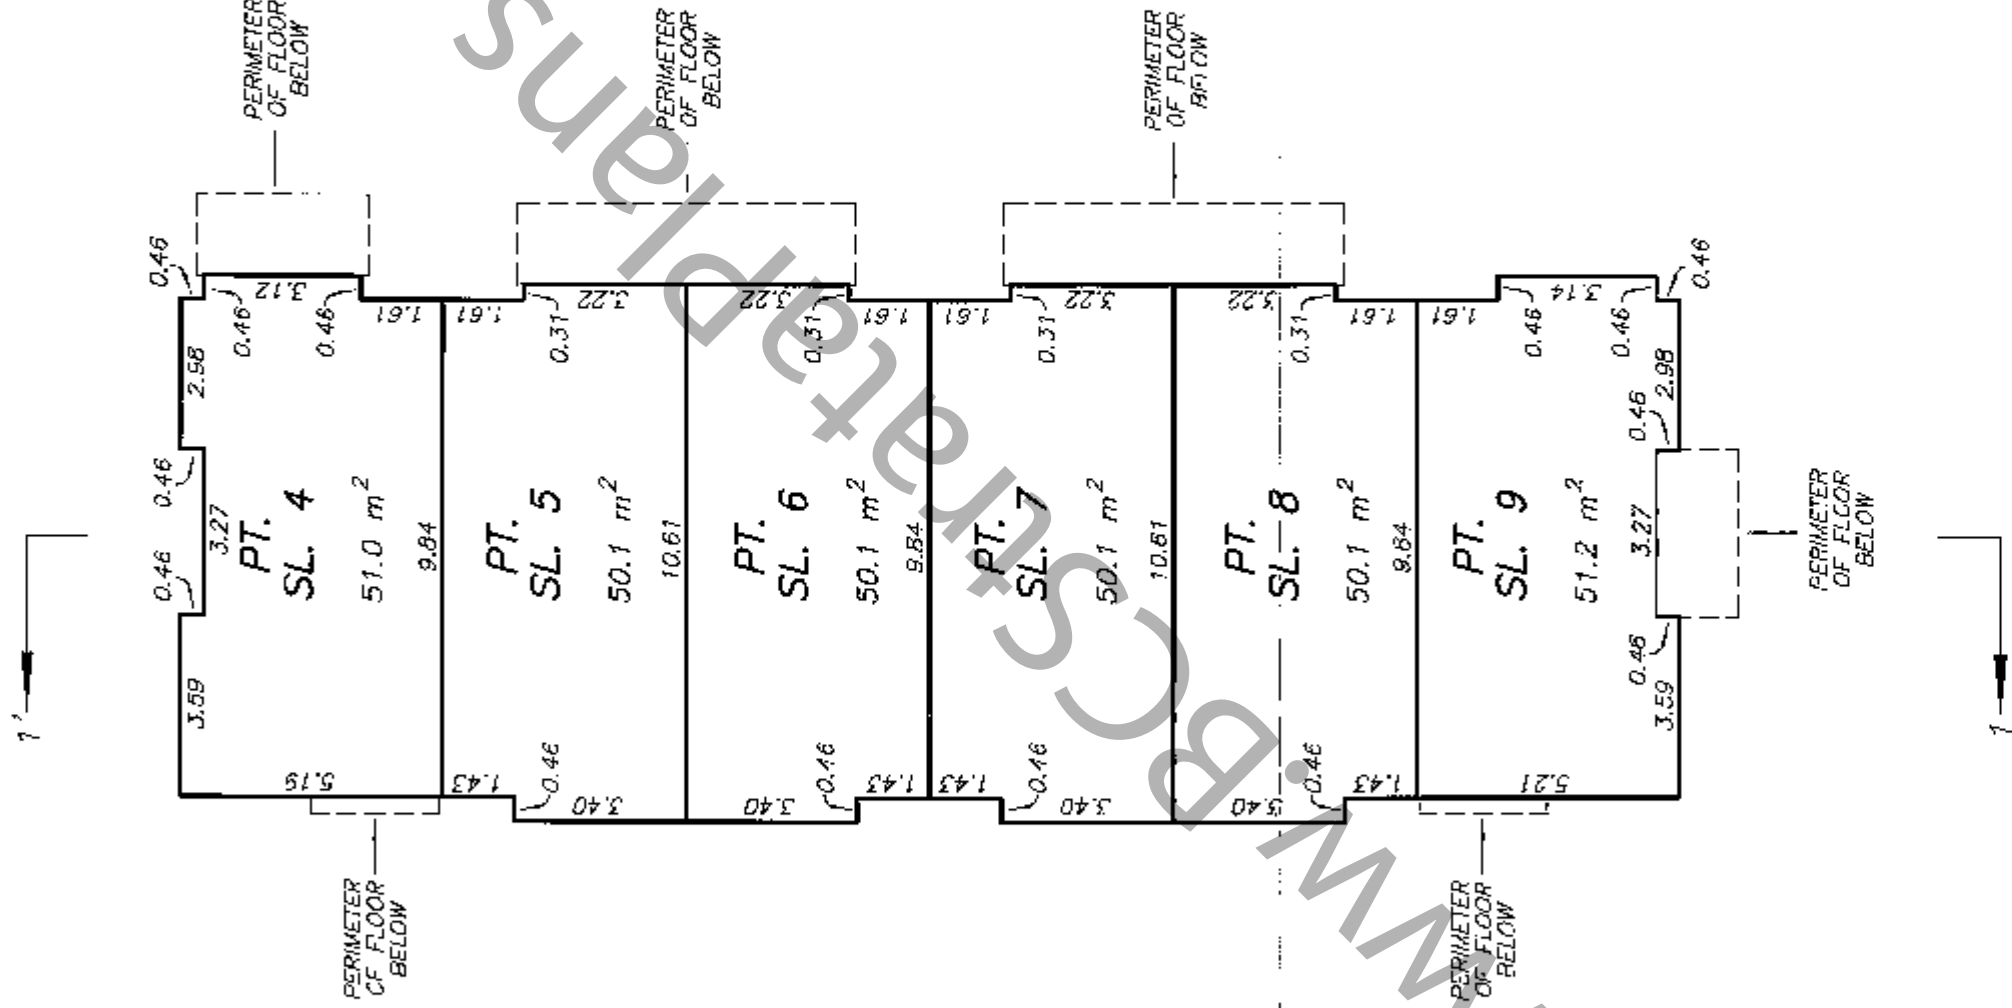 PERIMETER
OF FLOOR
BELOW
PERIMETER
OF FLOOR
BELOW
PERIMETER
OF FLOOR
BELOW
0.46
3.12
0.46
0.46
1.61
2.98
0.46
3.27
0.46
3.59
PT.
SL. 4
51.0 m²
9.84
5.19
1.61
0.31
3.22
PT.
SL. 5
50.1 m²
10.61
1.43
0.46
3.40
3.22
0.31
1.61
PT.
SL. 6
50.1 m²
9.84
3.40
0.46
1.43
1.61
0.31
3.22
PT.
SL. 7
50.1 m²
10.61
1.43
0.46
3.40
3.22
0.31
1.61
PT.
SL. 8
50.1 m²
9.84
3.40
0.46
1.43
1.61
0.46
3.14
0.46
0.46
2.98
0.46
3.27
0.46
3.59
PT.
SL. 9
51.2 m²
5.21
PERIMETER
OF FLOOR
BELOW
PERIMETER
OF FLOOR
BELOW
PERIMETER
OF FLOOR
BELOW
1'
1
w.BCStrataPlans